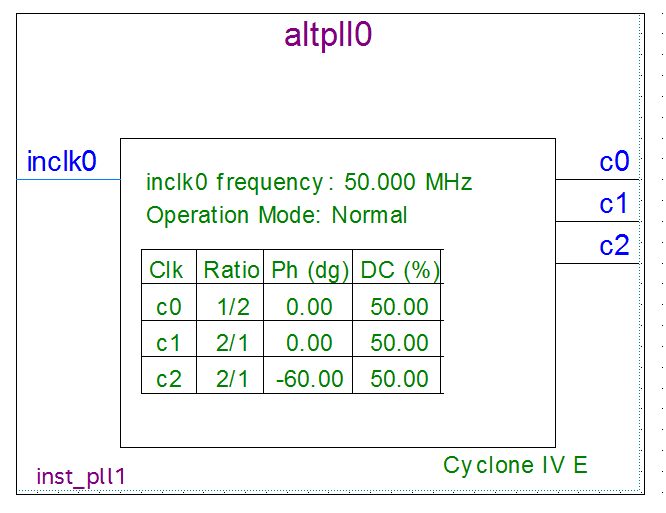 altpll0
inclk0
c0
c1
c2
inclk0 frequency: 50.000 MHz
Operation Mode: Normal
Clk Ratio Ph (dg) DC (%)
c0 1/2 0.00 50.00
c1 2/1 0.00 50.00
c2 2/1 -60.00 50.00
Cyclone IV E
inst_pll1